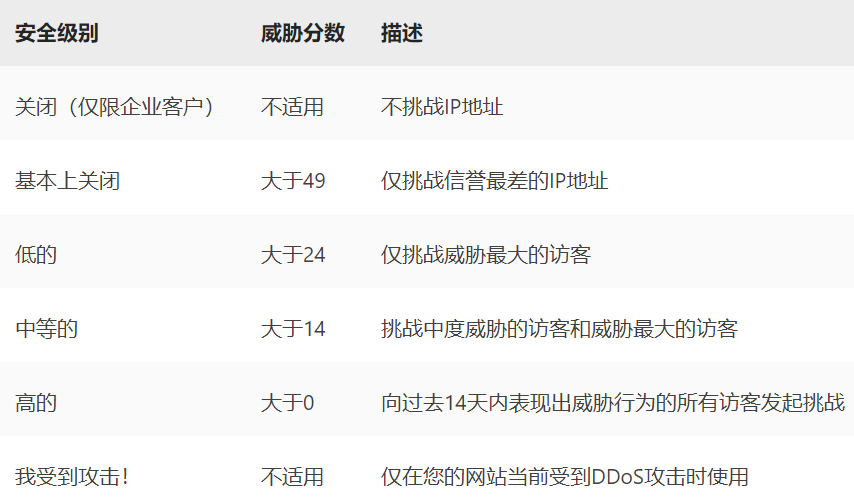 安全级别 威胁分数 描述
关闭（仅限企业客户） 不适用 不挑战IP地址
基本上关闭 大于49 仅挑战信誉最差的IP地址
低的 大于24 仅挑战威胁最大的访客
中等的 大于14 挑战中度威胁的访客和威胁最大的访客
高的 大于0 向过去14天内表现出威胁行为的所有访客发起挑战
我受到攻击！ 不适用 仅在您的网站当前受到DDoS攻击时使用